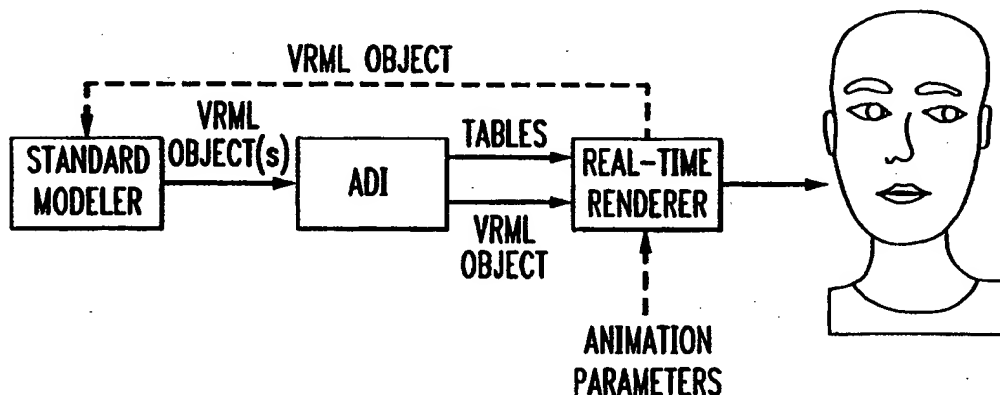 VRML OBJECT
VRML
OBJECT(s)
STANDARD
MODELER
ADI
TABLES
VRML
OBJECT
REAL-TIME
RENDERER
ANIMATION
PARAMETERS